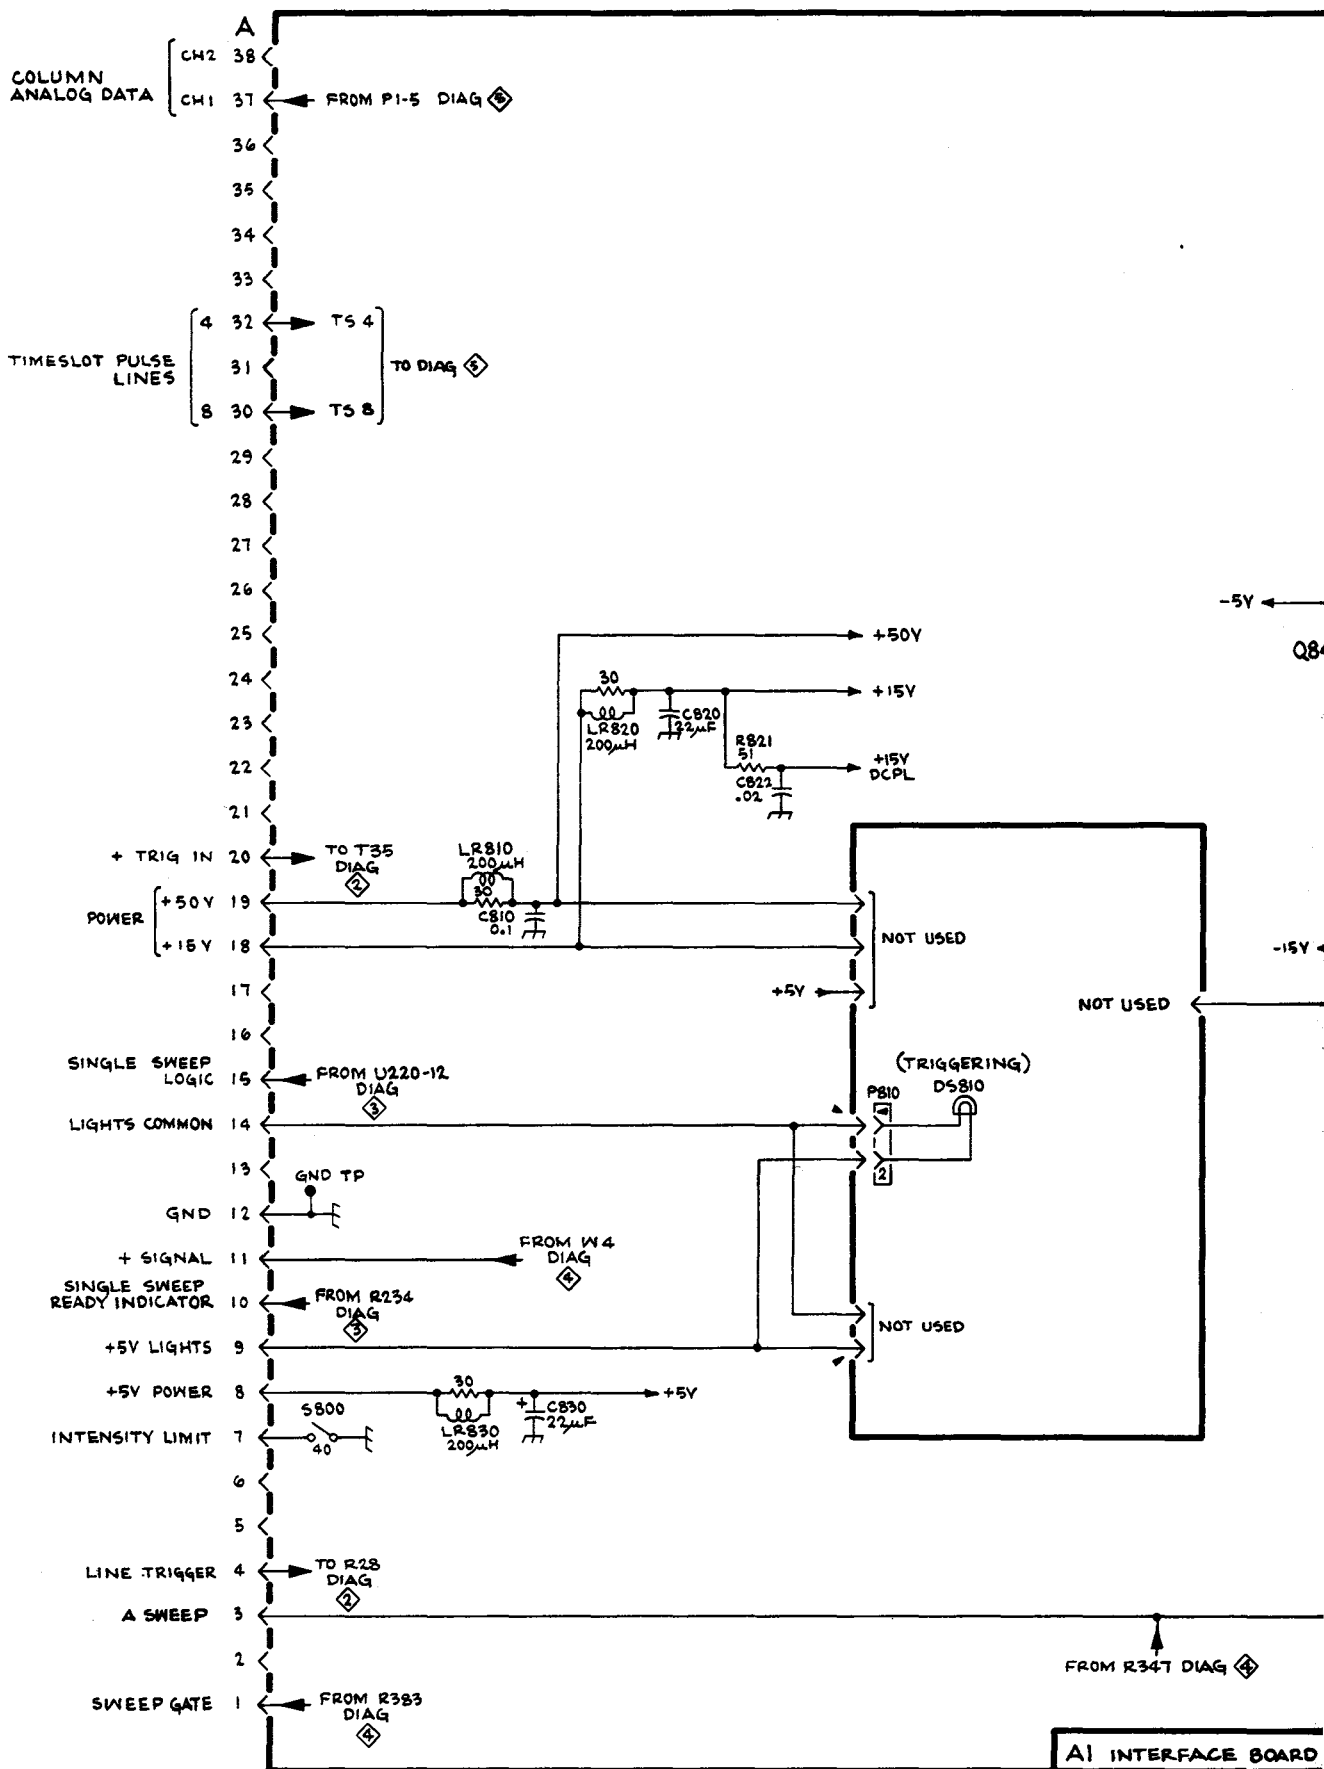 A
COLUMN
ANALOG DATA
CH2 38
CH1 37 FROM P1-5 DIAG 5
36
35
34
33
TIMESLOT PULSE
LINES
4 32 TS 4
31 TO DIAG 5
8 30 TS 8
29
28
27
26
-5V
25 +50V
Q84
24 30 +15V
23 LR820
200µH
C820
22µF
22 R821
51
C822
.02
+15V
DCPL
21
+ TRIG IN 20 TO T35
DIAG
2
LR810
200µH
30
C810
0.1
POWER
+50V 19
+15V 18
NOT USED
-15V
17 +5V
NOT USED
16
SINGLE SWEEP
LOGIC 15 FROM U220-12
DIAG
3
(TRIGGERING)
DS810
P810
2
LIGHTS COMMON 14
13 GND TP
GND 12
+ SIGNAL 11 FROM W4
DIAG
4
SINGLE SWEEP
READY INDICATOR 10 FROM R234
DIAG
3
NOT USED
+5V LIGHTS 9
+5V POWER 8 30 +5V
LR830
200µH
+
C830
22µF
INTENSITY LIMIT 7 S800
40
6
5
LINE TRIGGER 4 TO R28
DIAG
2
A SWEEP 3
FROM R347 DIAG 4
2
SWEEP GATE 1 FROM R383
DIAG
4
A1 INTERFACE BOARD